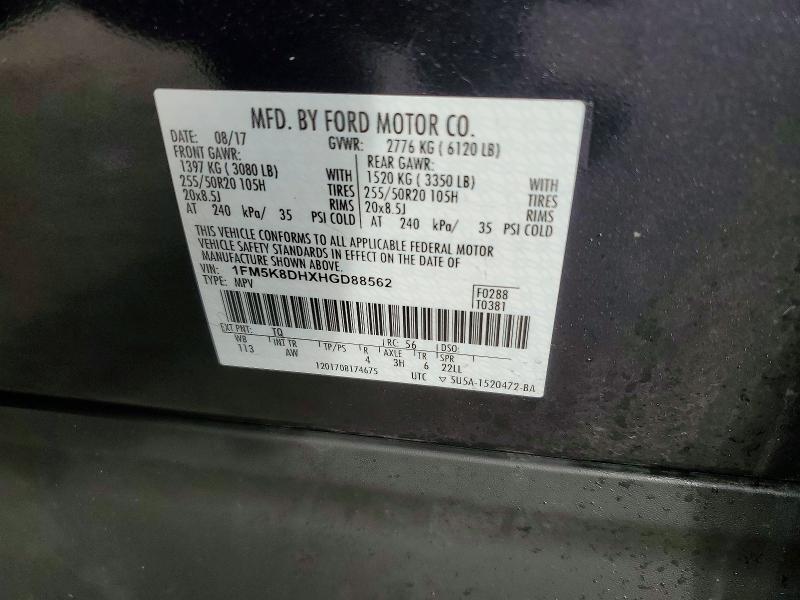 MFD. BY FORD MOTOR CO.
DATE: 08/17 GVWR: 2776 KG ( 6120 LB)
FRONT GAWR: REAR GAWR:
1397 KG ( 3080 LB) WITH 1520 KG ( 3350 LB) WITH
255/50R20 105H TIRES 255/50R20 105H TIRES
20x8.5J RIMS 20x8.5J RIMS
AT 240 kPa/ 35 PSI COLD AT 240 kPa/ 35 PSI COLD
THIS VEHICLE CONFORMS TO ALL APPLICABLE FEDERAL MOTOR
VEHICLE SAFETY STANDARDS IN EFFECT ON THE DATE OF
MANUFACTURE SHOWN ABOVE.
VIN: 1FM5K8DHXHGD88562
TYPE: MPV F0288
T0381
EXT PNT: TQ RC: 56 DSO:
WB INT TR TP/PS R AXLE TR SPR
113 AW 4 3H 6 22LL
1201708174675 UTC ▽ 5U5A-1520472-BA